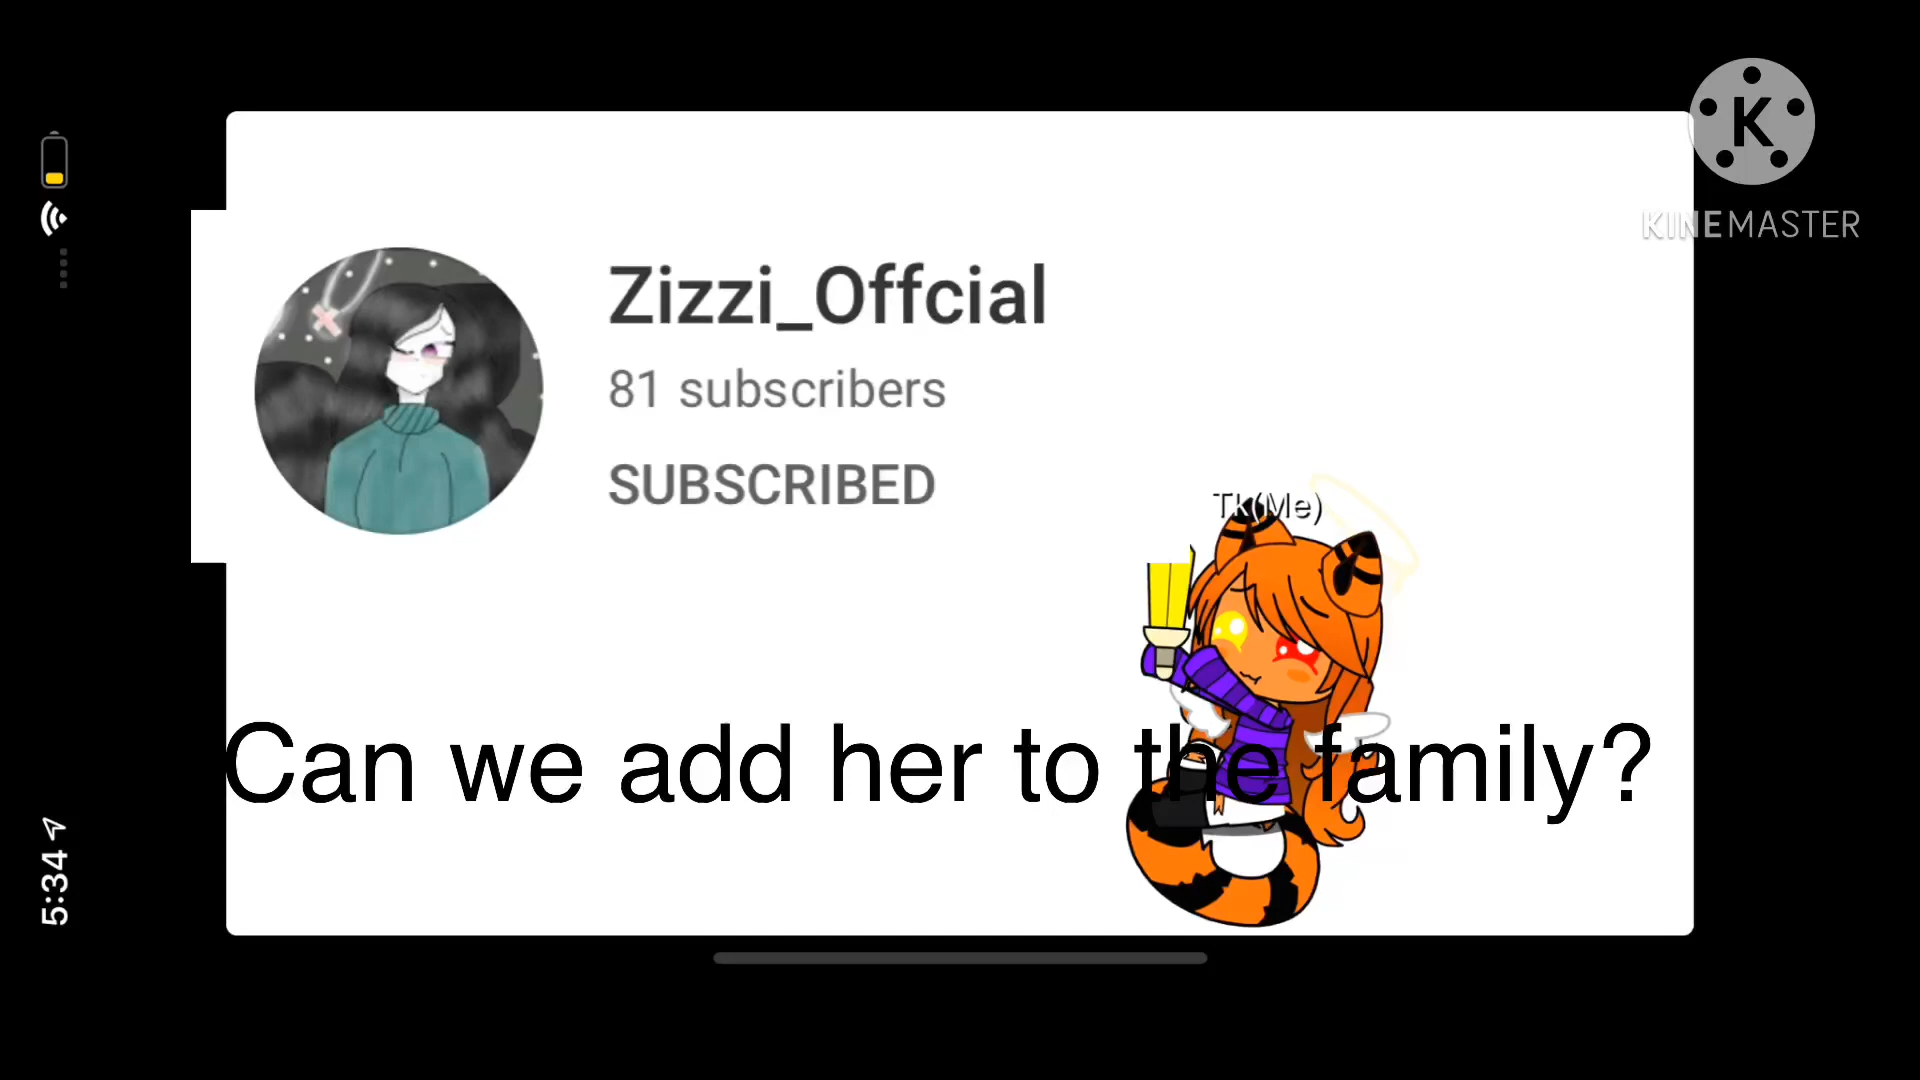 K
KINEMASTER
Zizzi_Offcial
81 subscribers
SUBSCRIBED
Tk(Me)
Can we add her to the family?
5:34